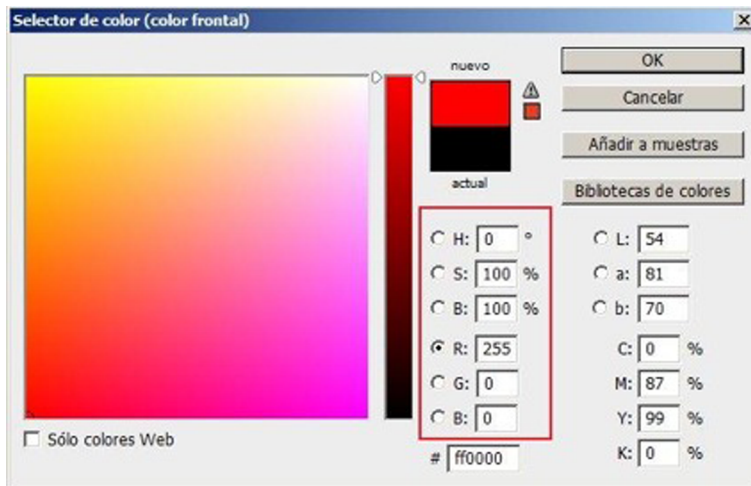 Selector de color (color frontal)
nuevo
actual
OK
Cancelar
Añadir a muestras
Bibliotecas de colores
H: 0 °
S: 100 %
B: 100 %
R: 255
G: 0
B: 0
# ff0000
L: 54
a: 81
b: 70
C: 0 %
M: 87 %
Y: 99 %
K: 0 %
Sólo colores Web